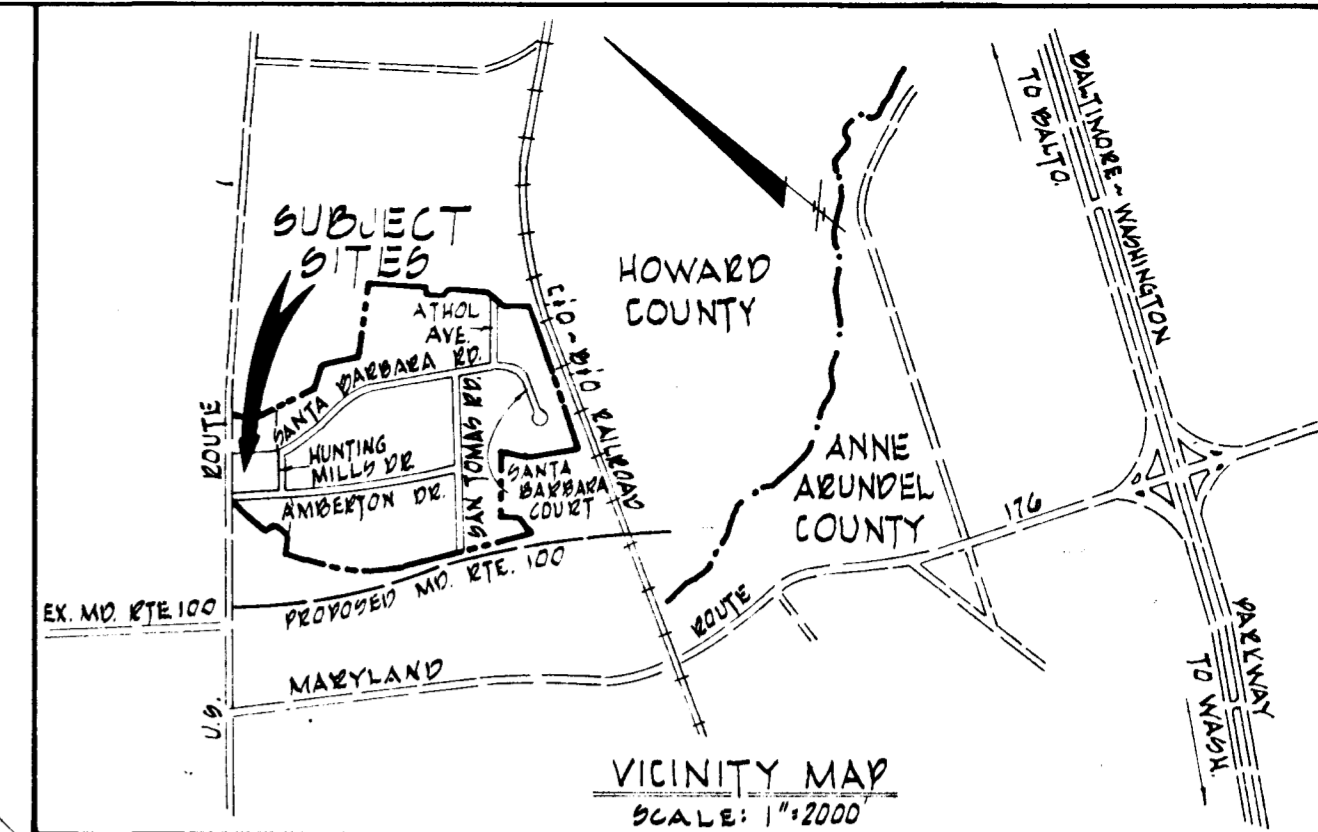 BALTIMORE ~ WASHINGTON
PARKWAY
TO BALTO.
TO WASH.
SUBJECT
SITES
HOWARD
COUNTY
ATHOL
AVE.
SANTA BARBARA RD.
SAN TOMAS RD.
HUNTING
MILLS DR.
AMBERTON DR.
SANTA
BARBARA
COURT
RAILROAD
ANNE
ARUNDEL
COUNTY
U.S. ROUTE 1
EX. MD. RTE. 100
PROPOSED MD. RTE. 100
MARYLAND ROUTE 176
VICINITY MAP
SCALE: 1":2000'